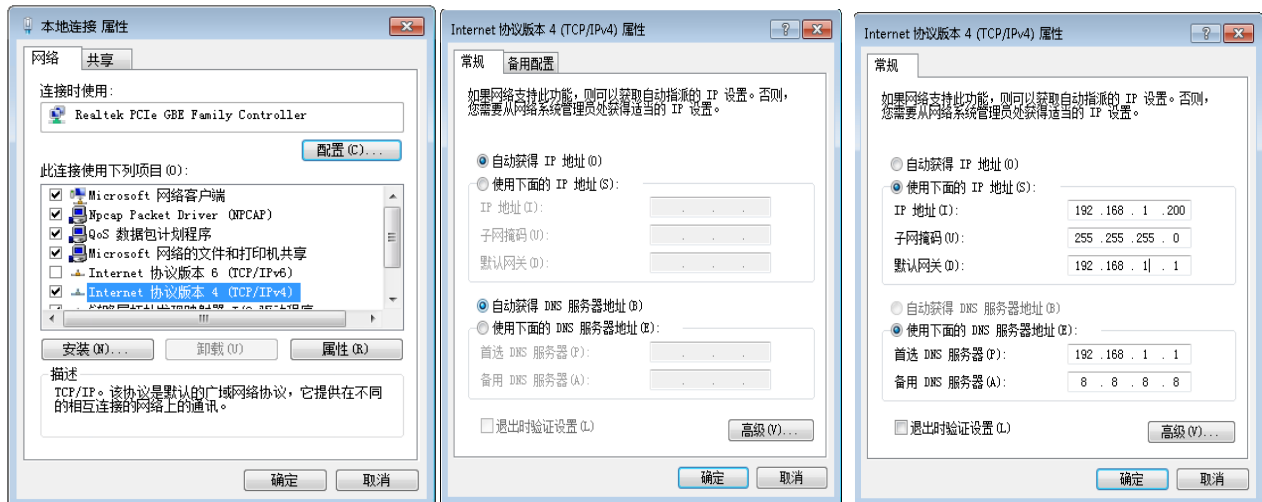 本地连接 属性
网络
共享
连接时使用:
Realtek PCIe GBE Family Controller
配置(C)...
此连接使用下列项目(O):
Microsoft 网络客户端
Npcap Packet Driver (NPCAP)
QoS 数据包计划程序
Microsoft 网络的文件和打印机共享
Internet 协议版本 6 (TCP/IPv6)
Internet 协议版本 4 (TCP/IPv4)
安装(N)...
卸载(U)
属性(R)
描述
TCP/IP。该协议是默认的广域网络协议，它提供在不同
的相互连接的网络上的通讯。
确定
取消
Internet 协议版本 4 (TCP/IPv4) 属性
常规
备用配置
如果网络支持此功能，则可以获取自动指派的 IP 设置。否则，
您需要从网络系统管理员处获得适当的 IP 设置。
自动获得 IP 地址(O)
使用下面的 IP 地址(S):
IP 地址(I):
子网掩码(U):
默认网关(D):
自动获得 DNS 服务器地址(B)
使用下面的 DNS 服务器地址(E):
首选 DNS 服务器(P):
备用 DNS 服务器(A):
退出时验证设置(L)
高级(V)...
确定
取消
Internet 协议版本 4 (TCP/IPv4) 属性
常规
如果网络支持此功能，则可以获取自动指派的 IP 设置。否则，
您需要从网络系统管理员处获得适当的 IP 设置。
自动获得 IP 地址(O)
使用下面的 IP 地址(S):
IP 地址(I): 192 .168 . 1 .200
子网掩码(U): 255 .255 .255 . 0
默认网关(D): 192 .168 . 1 . 1
自动获得 DNS 服务器地址(B)
使用下面的 DNS 服务器地址(E):
首选 DNS 服务器(P): 192 .168 . 1 . 1
备用 DNS 服务器(A): 8 . 8 . 8 . 8
退出时验证设置(L)
高级(V)...
确定
取消